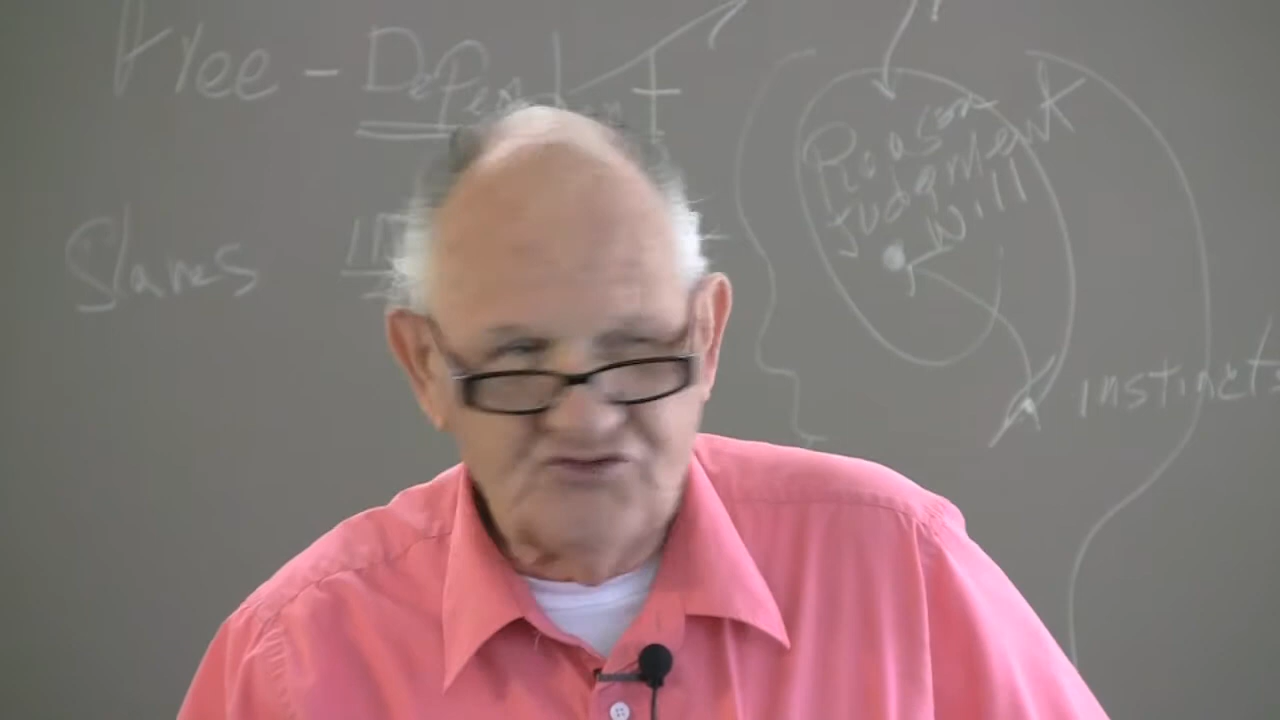 Free - Dependent
Slaves
Reason
Judgment
Will
instincts